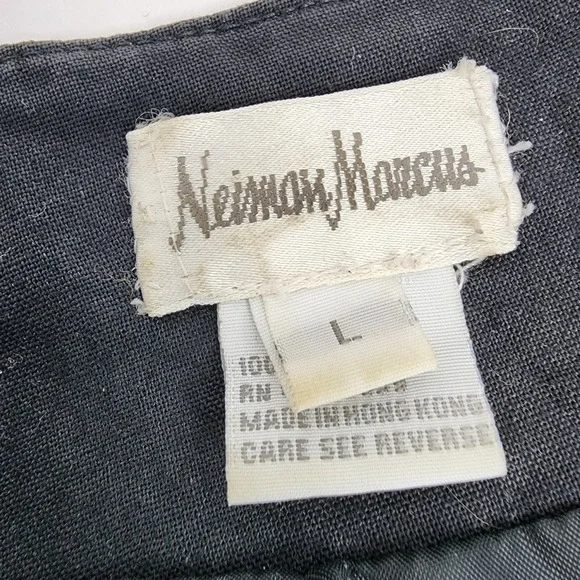 Neiman Marcus
L
100
RN
MADE IN HONG KONG
CARE SEE REVERSE